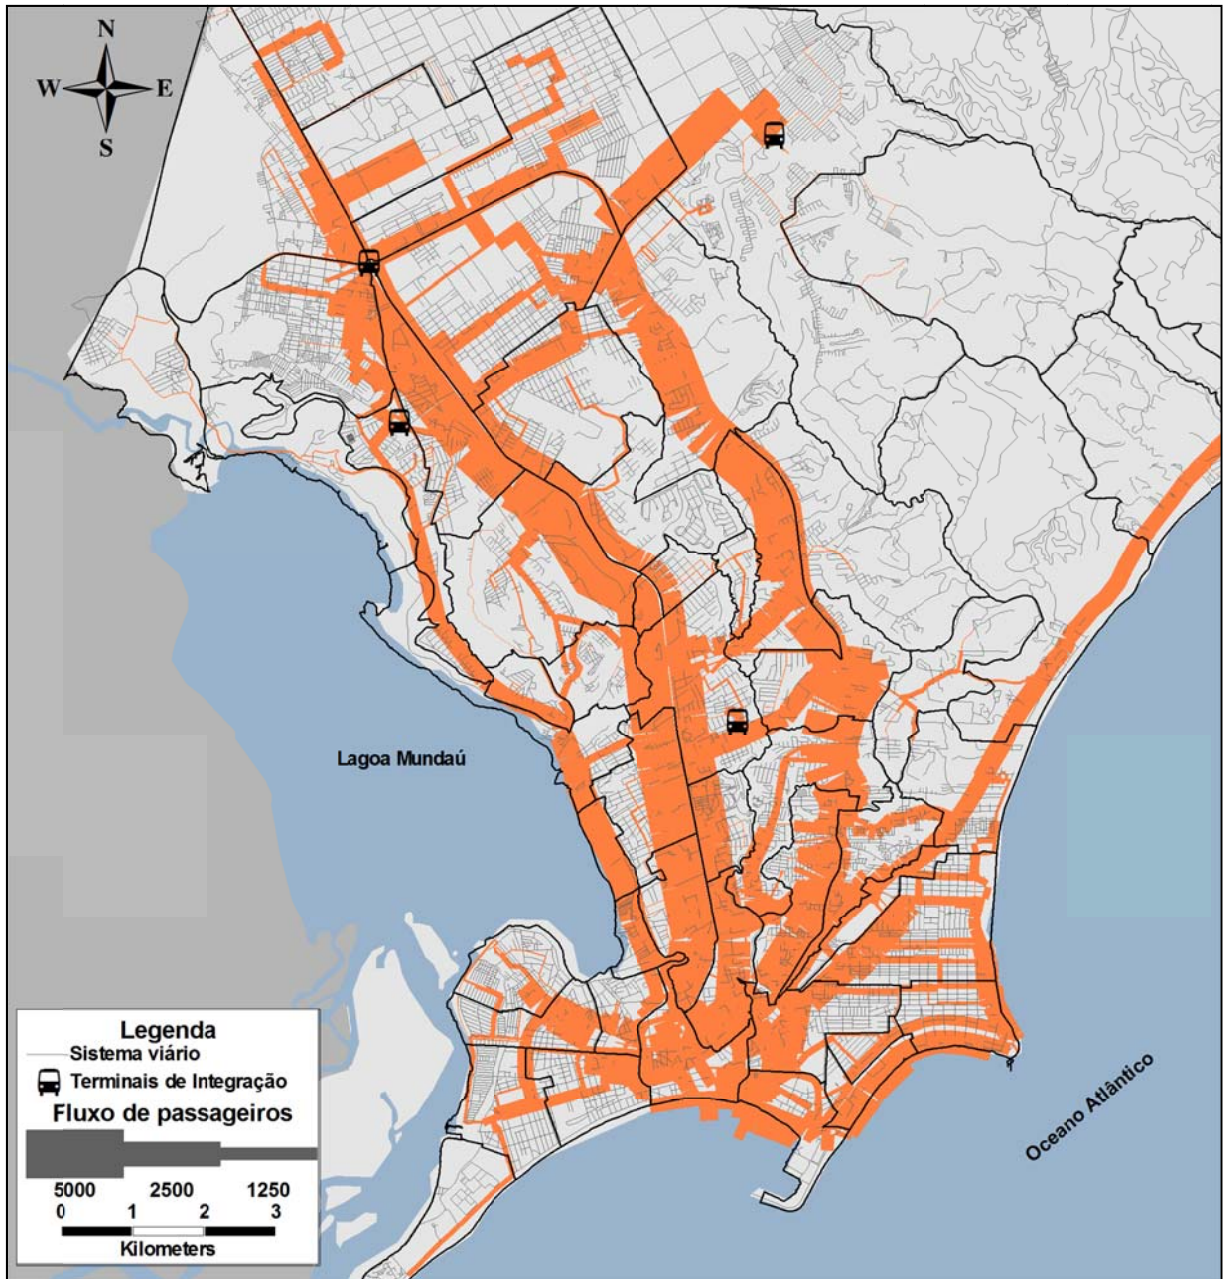 N
W E
S
Lagoa Mundaú
Oceano Atlântico
Legenda
Sistema viário
Terminais de Integração
Fluxo de passageiros
5000 2500 1250
0 1 2 3
Kilometers